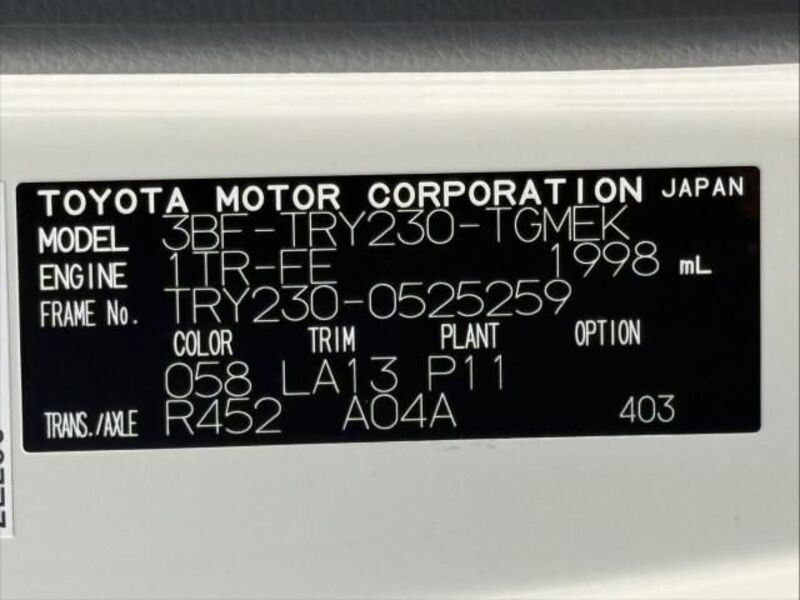 TOYOTA MOTOR CORPORATION JAPAN
MODEL 3BF-TRY230-TGMEK
ENGINE 1TR-FE 1998 mL
FRAME No. TRY230-0525259
COLOR TRIM PLANT OPTION
058 LA13 P11
TRANS./AXLE R452 A04A 403